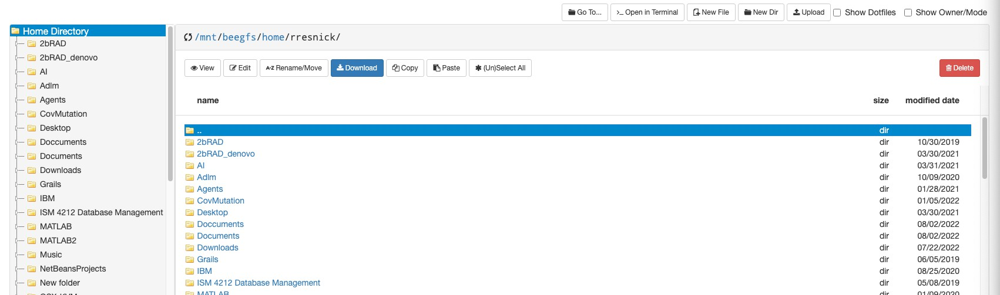 Go To... >_ Open in Terminal New File New Dir Upload Show Dotfiles Show Owner/Mode
Home Directory
2bRAD
2bRAD_denovo
AI
Adlm
Agents
CovMutation
Desktop
Doccuments
Documents
Downloads
Grails
IBM
ISM 4212 Database Management
MATLAB
MATLAB2
Music
NetBeansProjects
New folder
OSX-KVM
/mnt/beegfs/home/rresnick/
View Edit A-Z Rename/Move Download Copy Paste (Un)Select All Delete
name size modified date
.. dir
2bRAD dir 10/30/2019
2bRAD_denovo dir 03/30/2021
AI dir 03/31/2021
Adlm dir 10/09/2020
Agents dir 01/28/2021
CovMutation dir 01/05/2022
Desktop dir 03/30/2021
Doccuments dir 08/02/2022
Documents dir 08/02/2022
Downloads dir 07/22/2022
Grails dir 06/05/2019
IBM dir 08/25/2020
ISM 4212 Database Management dir 05/08/2019
MATLAB dir 01/09/2020